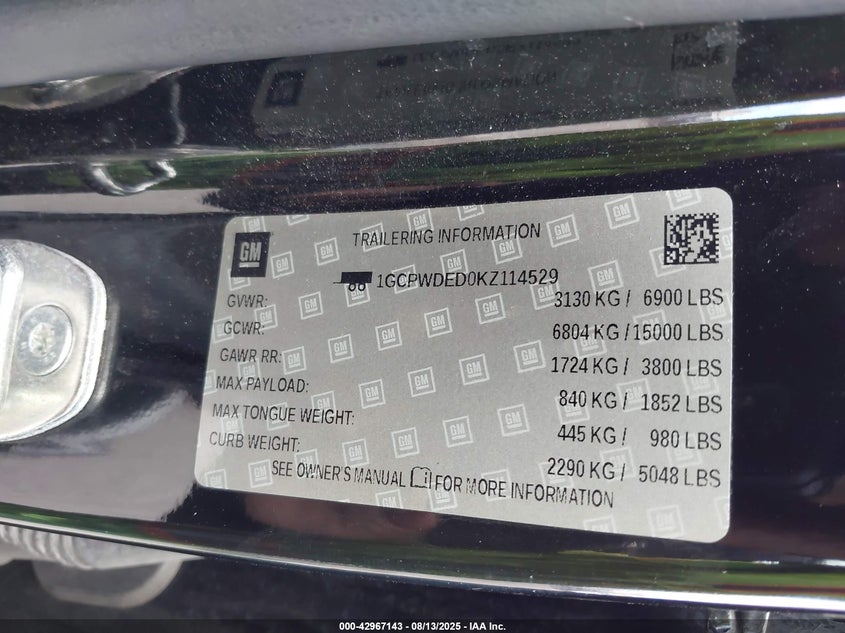 GM
TRAILERING INFORMATION
1GCPWDED0KZ114529
GVWR: 3130 KG / 6900 LBS
GCWR: 6804 KG / 15000 LBS
GAWR RR: 1724 KG / 3800 LBS
MAX PAYLOAD: 840 KG / 1852 LBS
MAX TONGUE WEIGHT: 445 KG / 980 LBS
CURB WEIGHT: 2290 KG / 5048 LBS
SEE OWNER'S MANUAL FOR MORE INFORMATION
000-42967143 - 08/13/2025 - IAA Inc.